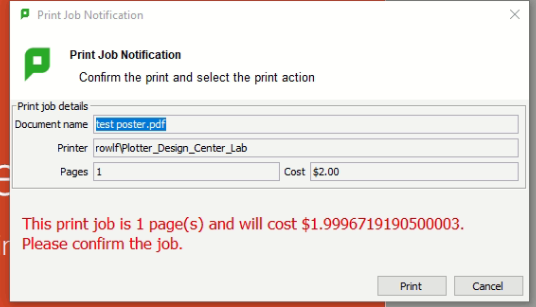 Print Job Notification
Print Job Notification
Confirm the print and select the print action
Print job details
Document name test poster.pdf
Printer rowlf\Plotter_Design_Center_Lab
Pages 1 Cost $2.00
This print job is 1 page(s) and will cost $1.9996719190500003.
Please confirm the job.
Print Cancel